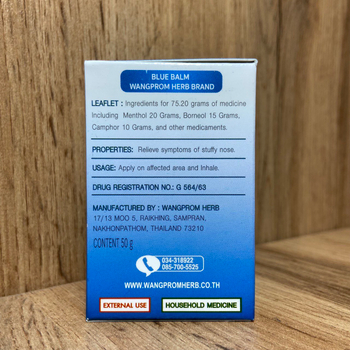 BLUE BALM
WANGPROM HERB BRAND
LEAFLET : Ingredients for 75.20 grams of medicine
Including Menthol 20 Grams, Borneol 15 Grams,
Camphor 10 Grams, and other medicaments.
PROPERTIES: Relieve symptoms of stuffy nose.
USAGE: Apply on affected area and Inhale.
DRUG REGISTRATION NO.: G 564/63
MANUFACTURED BY : WANGPROM HERB
17/13 MOO 5, RAIKHING, SAMPRAN,
NAKHONPATHOM, THAILAND 73210
CONTENT 50 g
034-318922
085-700-5525
WWW.WANGPROMHERB.CO.TH
EXTERNAL USE HOUSEHOLD MEDICINE